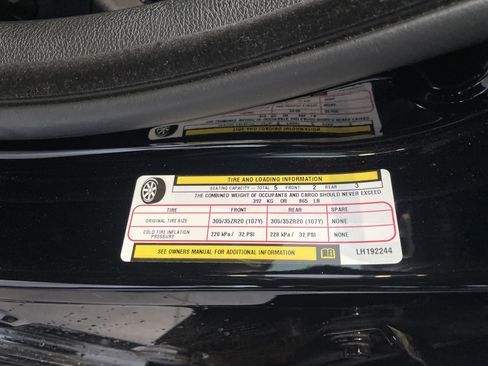 TIRE AND LOADING INFORMATION
SEATING CAPACITY - TOTAL 5 FRONT 2 REAR 3
THE COMBINED WEIGHT OF OCCUPANTS AND CARGO SHOULD NEVER EXCEED
392 KG OR 865 LB
TIRE FRONT REAR SPARE
ORIGINAL TIRE SIZE 305/35ZR20 (107Y) 305/35ZR20 (107Y) NONE
COLD TIRE INFLATION PRESSURE 220 kPa / 32 PSI 220 kPa / 32 PSI NONE
SEE OWNERS MANUAL FOR ADDITIONAL INFORMATION
LH192244